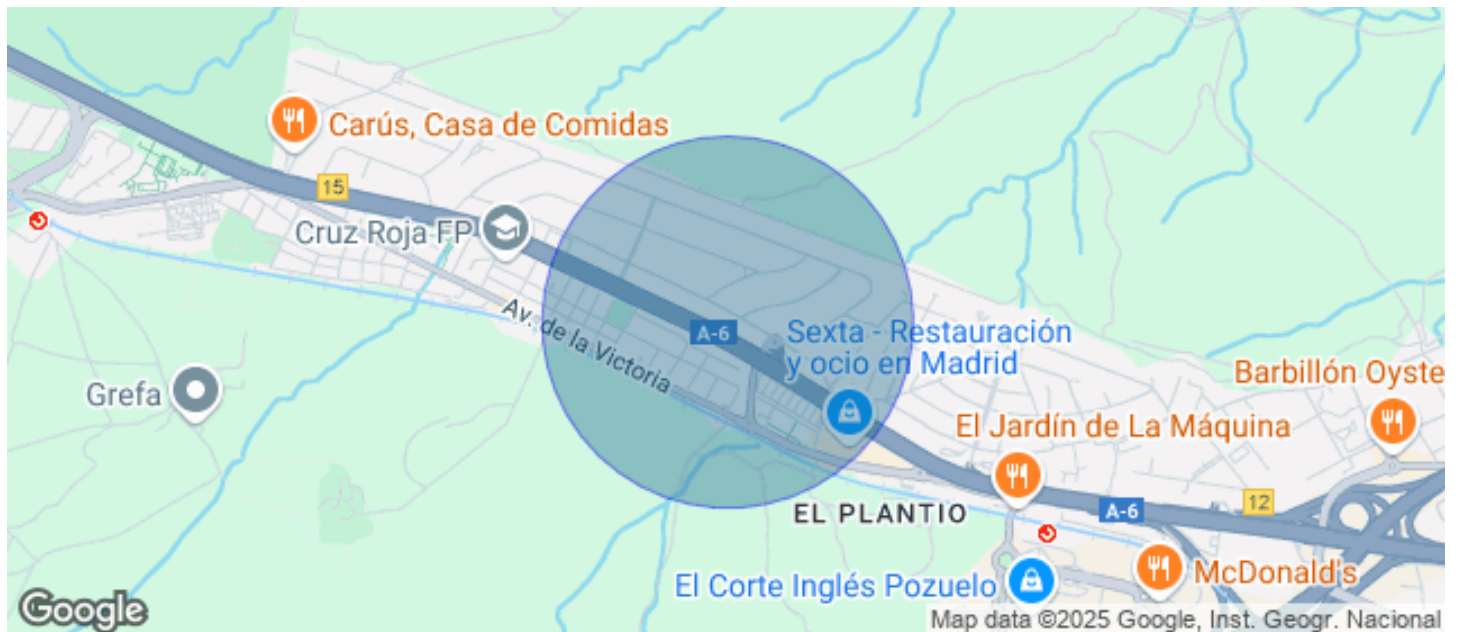 Carús, Casa de Comidas
15
Cruz Roja FP
Av. de la Victoria
A-6
Sexta - Restauración
y ocio en Madrid
Grefa
Barbillón Oyste
El Jardín de La Máquina
EL PLANTIO
A-6
12
El Corte Inglés Pozuelo
McDonald's
Google
Map data ©2025 Google, Inst. Geogr. Nacional